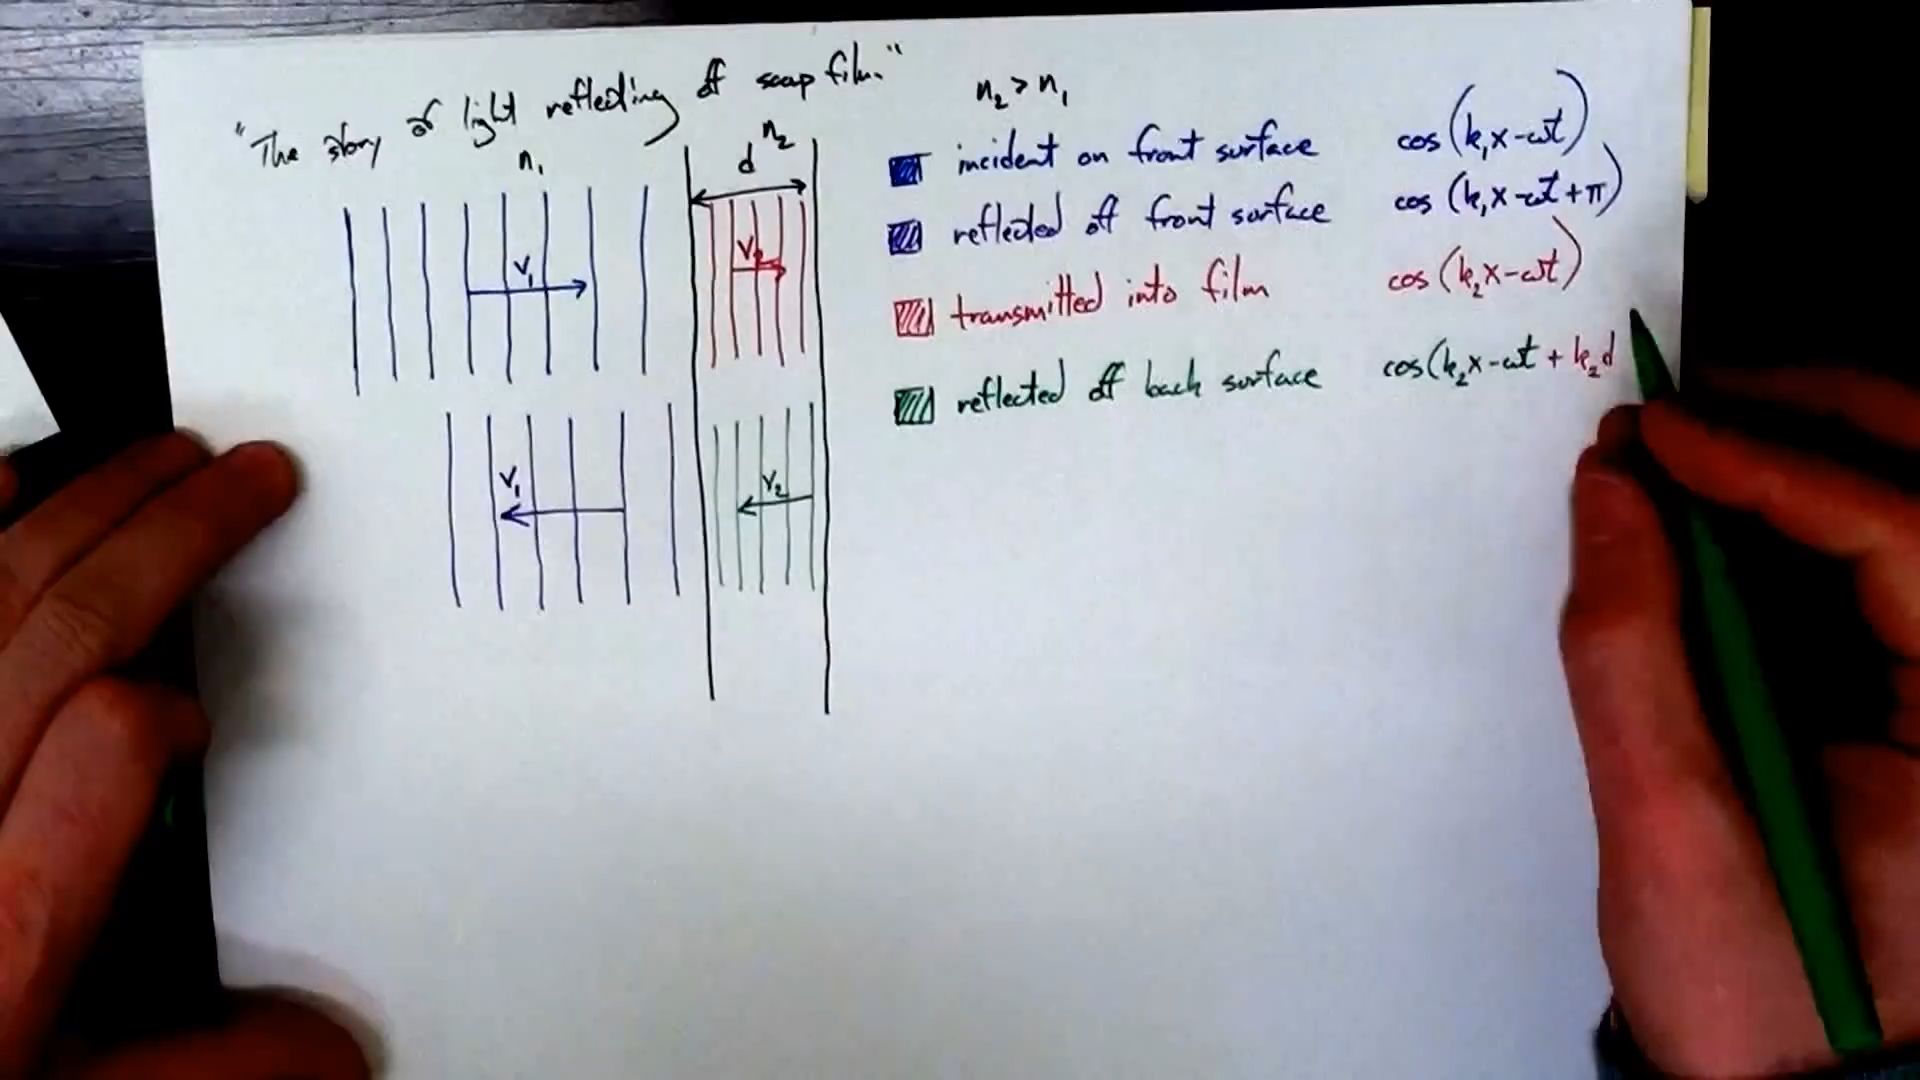 "The story of light reflecting off soap film."
n₁
d
n₂
V₁
V₂
V₁
V₂
n₂ > n₁
incident on front surface cos(k₁x-ωt)
reflected off front surface cos(k₁x-ωt+π)
transmitted into film cos(k₂x-ωt)
reflected off back surface cos(k₂x-ωt + k₂d